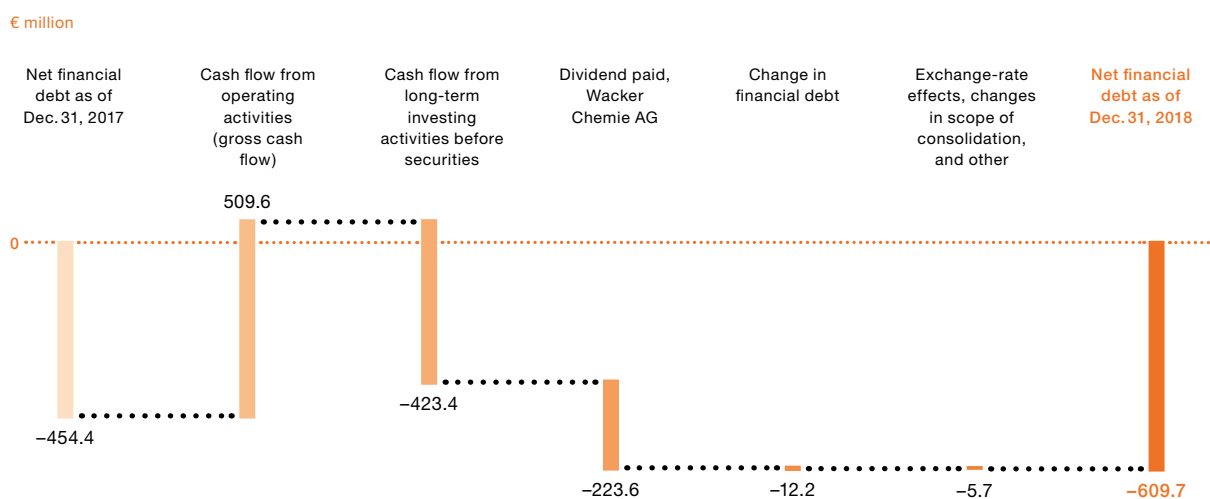 € million
Net financial
debt as of
Dec. 31, 2017
Cash flow from
operating
activities
(gross cash
flow)
Cash flow from
long-term
investing
activities before
securities
Dividend paid,
Wacker
Chemie AG
Change in
financial debt
Exchange-rate
effects, changes
in scope of
consolidation,
and other
Net financial
debt as of
Dec. 31, 2018
509.6
0
–423.4
–454.4
–223.6
–12.2
–5.7
–609.7